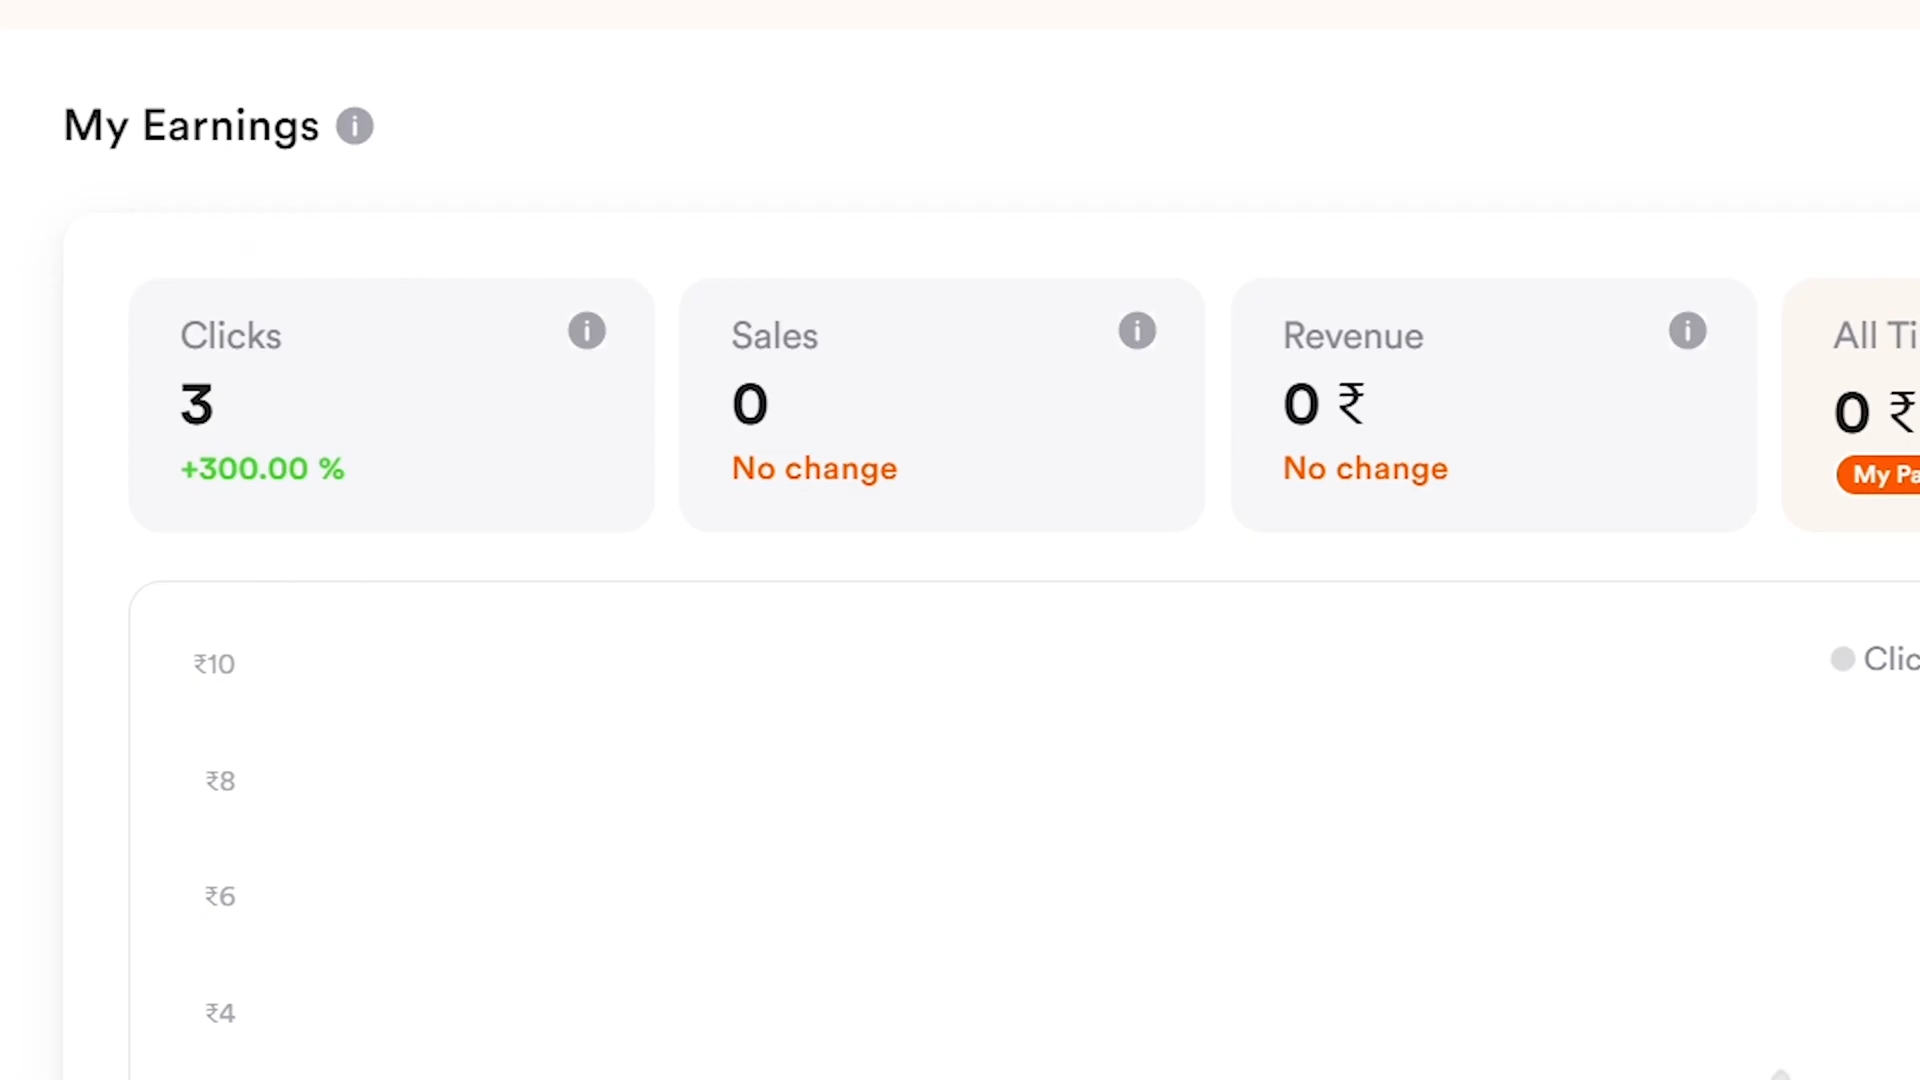 My Earnings
Clicks
3
+300.00 %
Sales
0
No change
Revenue
0 ₹
No change
All Ti
0 ₹
My Pa
Clic
₹10
₹8
₹6
₹4